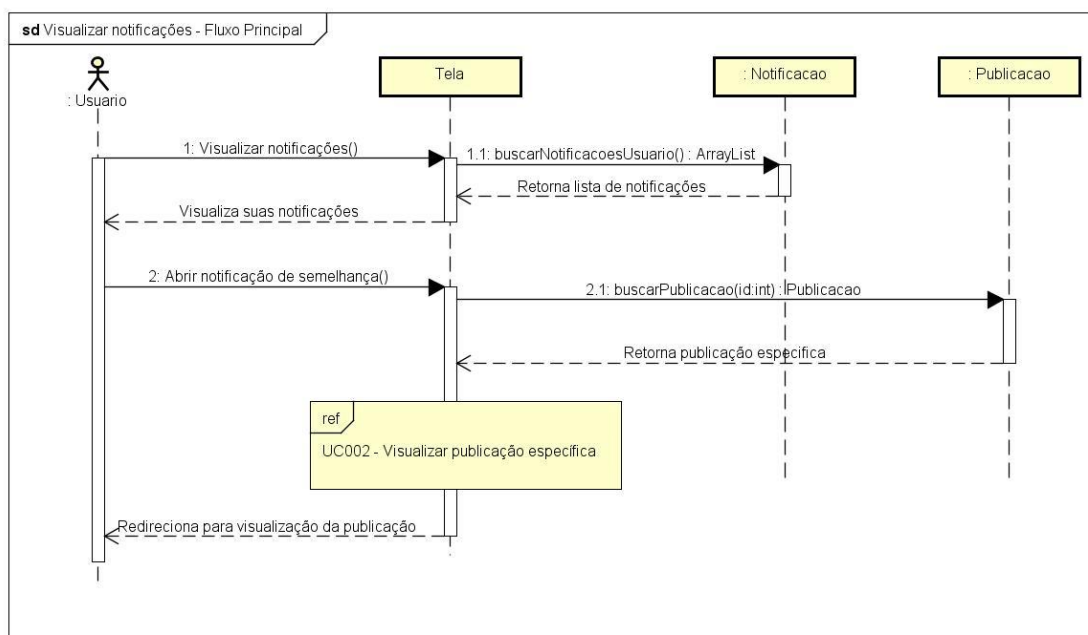 sd Visualizar notificações - Fluxo Principal
: Usuario
Tela
: Notificacao
: Publicacao
1: Visualizar notificações()
1.1: buscarNotificacoesUsuario() : ArrayList
Retorna lista de notificações
Visualiza suas notificações
2: Abrir notificação de semelhança()
2.1: buscarPublicacao(id:int) : Publicacao
Retorna publicação especifica
ref
UC002 - Visualizar publicação específica
Redireciona para visualização da publicação